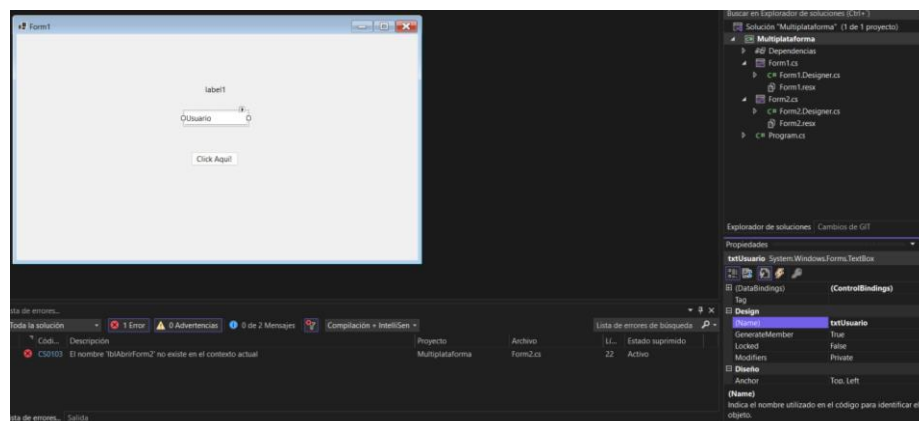 Form1
label1
Usuario
Click Aqui!
Buscar en Explorador de soluciones (Ctrl+)
Solución "Multiplataforma" (1 de 1 proyecto)
Multiplataforma
Dependencias
Form1.cs
C# Form1.Designer.cs
Form1.resx
Form2.cs
C# Form2.Designer.cs
Form2.resx
C# Program.cs
Explorador de soluciones Cambios de GIT
Propiedades
txtUsuario System.Windows.Forms.TextBox
(DataBindings) (ControlBindings)
Tag
Design
(Name) txtUsuario
GenerateMember True
Locked False
Modifiers Private
Diseño
Anchor Top, Left
(Name)
Indica el nombre utilizado en el código para identificar el
objeto.
sta de errores...
Toda la solución 1 Error 0 Advertencias 0 de 2 Mensajes Compilación + IntelliSen Lista de errores de búsqueda
Códi... Descripción Proyecto Archivo Lí... Estado suprimido
CS0103 El nombre 'lblAbrirForm2' no existe en el contexto actual Multiplataforma Form2.cs 22 Activo
sta de errores... Salida